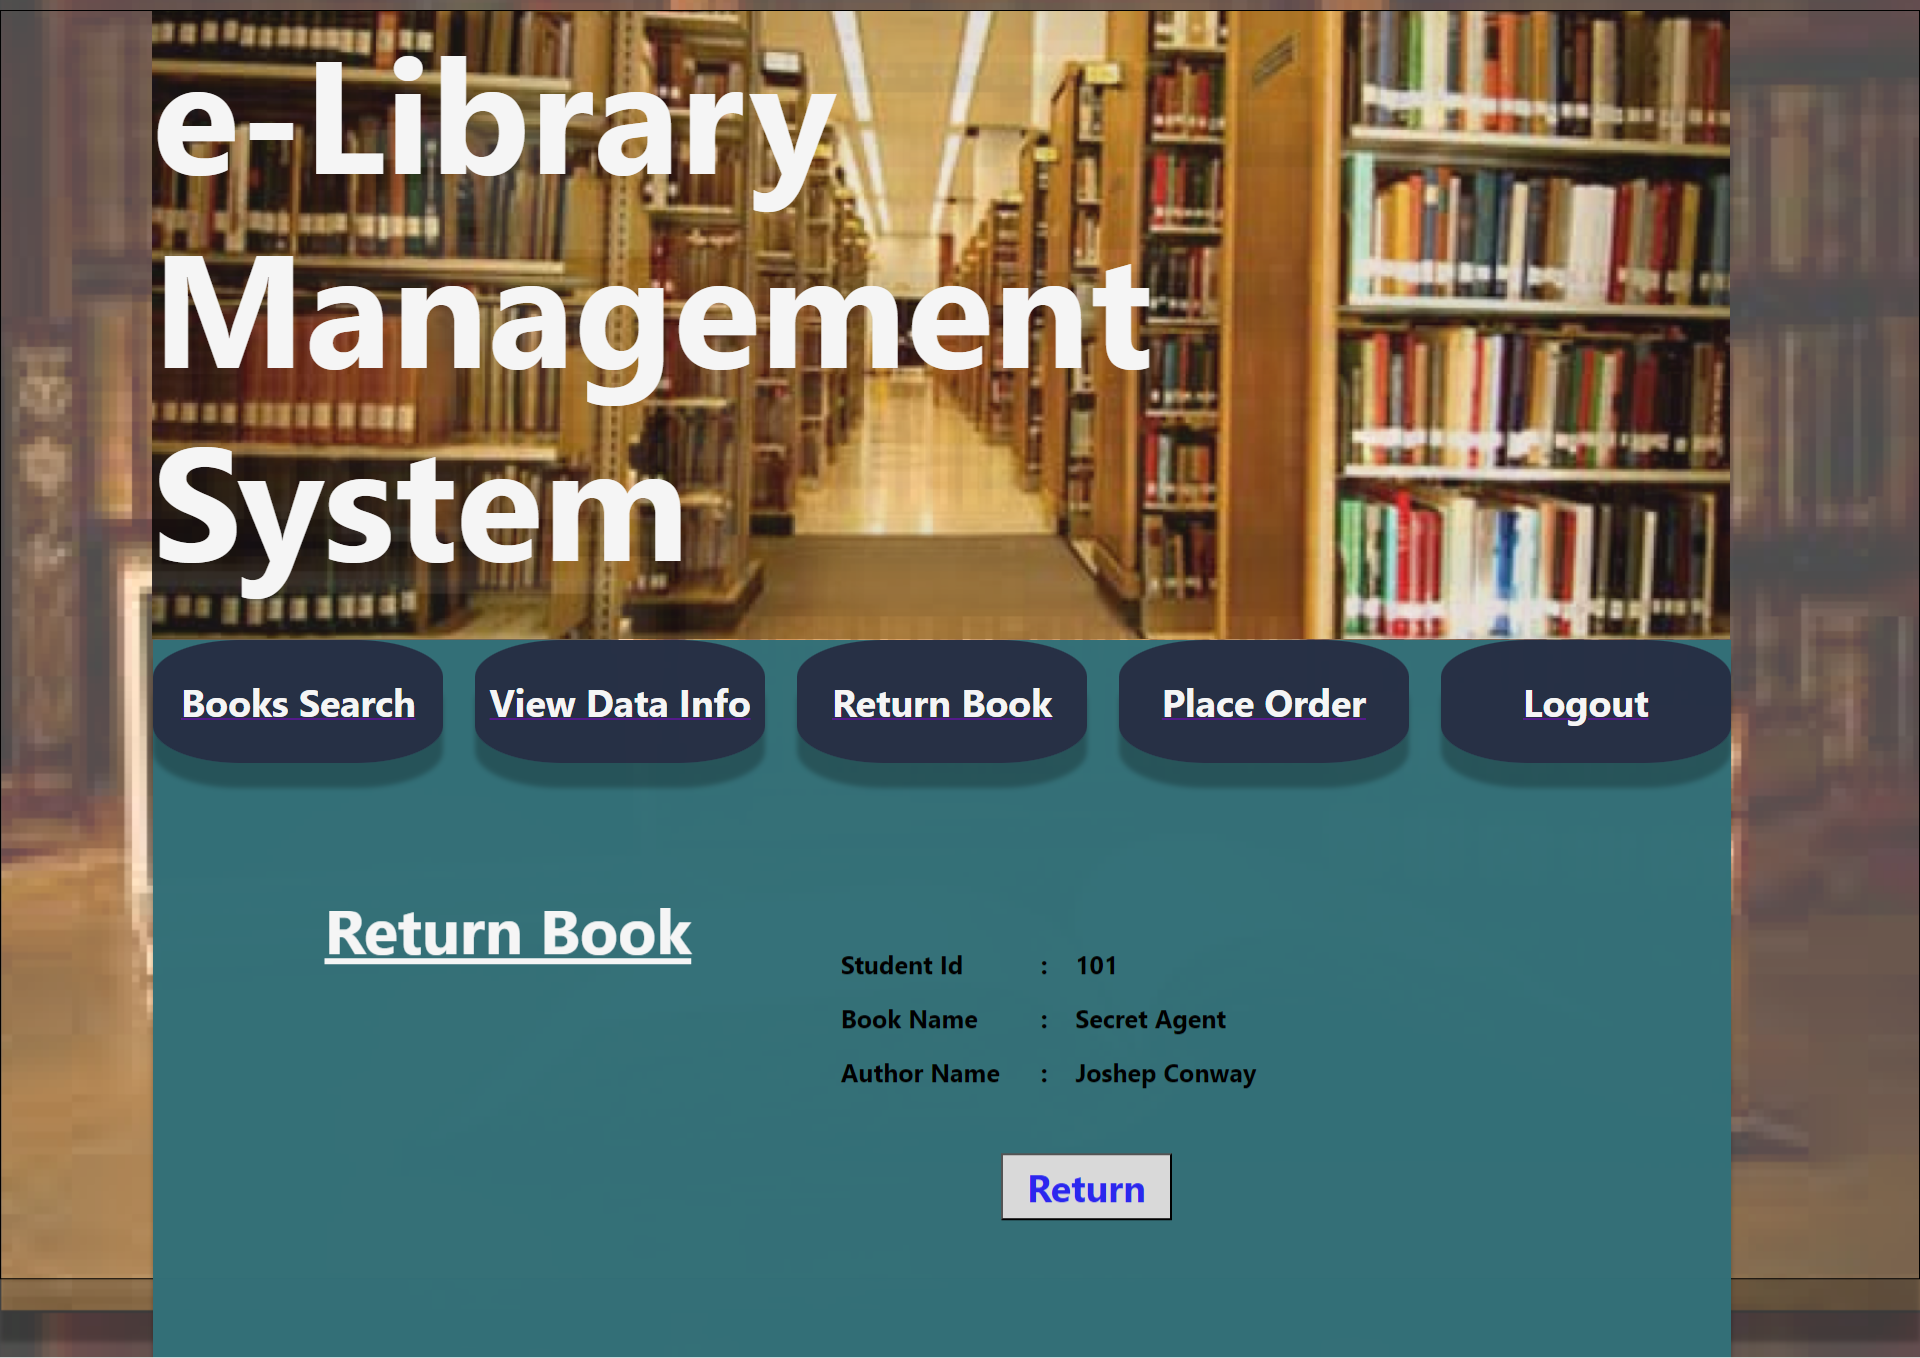 e-Library
Management
System
Books Search View Data Info Return Book Place Order Logout
Return Book
Student Id : 101
Book Name : Secret Agent
Author Name : Joshep Conway
Return